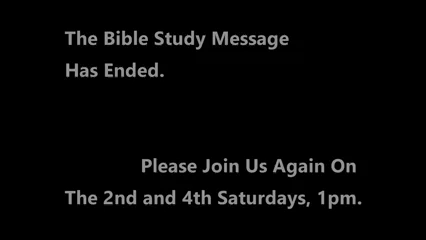 The Bible Study Message
Has Ended.
Please Join Us Again On
The 2nd and 4th Saturdays, 1pm.